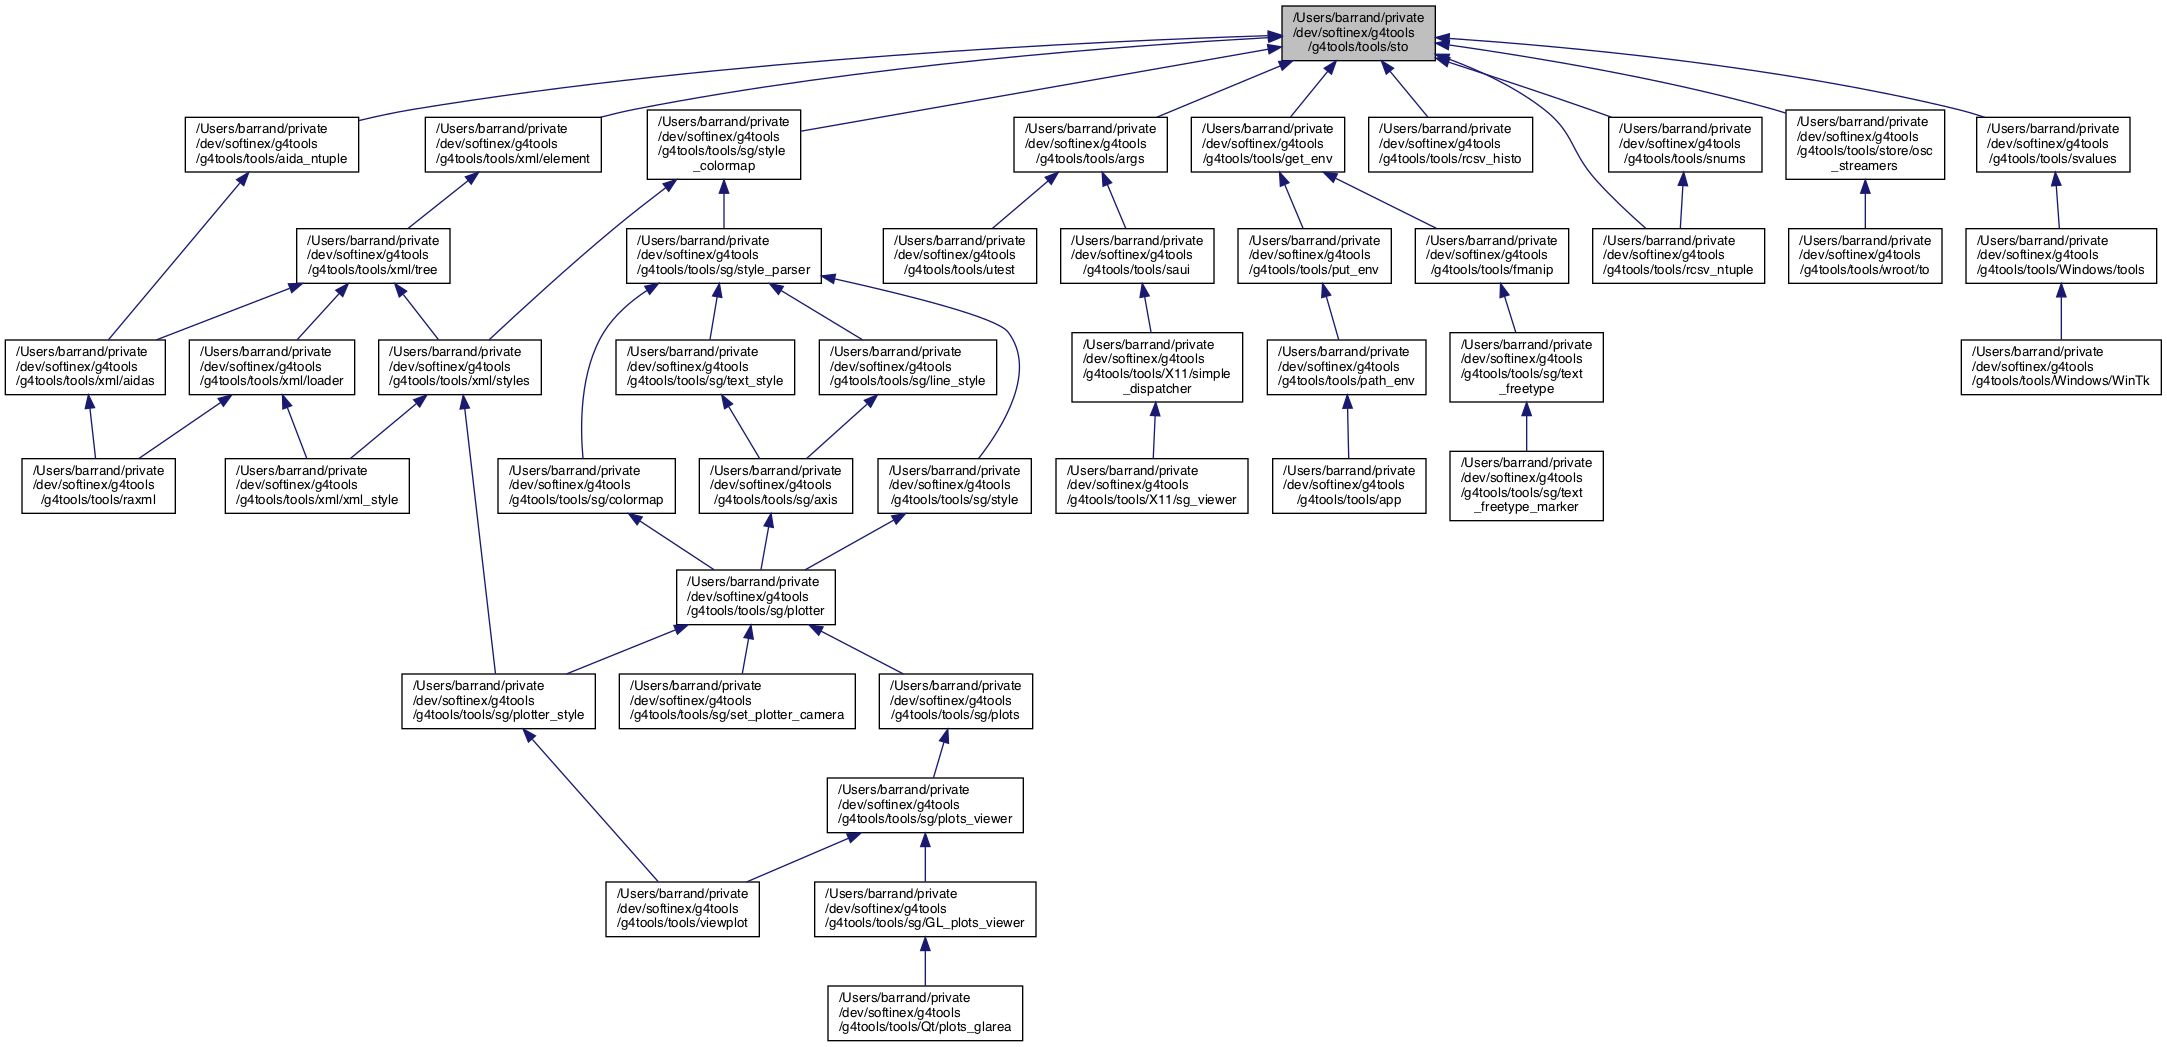 /Users/barrand/private
/dev/softinex/g4tools
/g4tools/tools/sto
/Users/barrand/private
/dev/softinex/g4tools
/g4tools/tools/aida_ntuple
/Users/barrand/private
/dev/softinex/g4tools
/g4tools/tools/xml/element
/Users/barrand/private
/dev/softinex/g4tools
/g4tools/tools/sg/style
_colormap
/Users/barrand/private
/dev/softinex/g4tools
/g4tools/tools/args
/Users/barrand/private
/dev/softinex/g4tools
/g4tools/tools/get_env
/Users/barrand/private
/dev/softinex/g4tools
/g4tools/tools/rcsv_histo
/Users/barrand/private
/dev/softinex/g4tools
/g4tools/tools/snums
/Users/barrand/private
/dev/softinex/g4tools
/g4tools/tools/store/osc
_streamers
/Users/barrand/private
/dev/softinex/g4tools
/g4tools/tools/svalues
/Users/barrand/private
/dev/softinex/g4tools
/g4tools/tools/xml/tree
/Users/barrand/private
/dev/softinex/g4tools
/g4tools/tools/sg/style_parser
/Users/barrand/private
/dev/softinex/g4tools
/g4tools/tools/utest
/Users/barrand/private
/dev/softinex/g4tools
/g4tools/tools/saui
/Users/barrand/private
/dev/softinex/g4tools
/g4tools/tools/put_env
/Users/barrand/private
/dev/softinex/g4tools
/g4tools/tools/fmanip
/Users/barrand/private
/dev/softinex/g4tools
/g4tools/tools/rcsv_ntuple
/Users/barrand/private
/dev/softinex/g4tools
/g4tools/tools/wroot/to
/Users/barrand/private
/dev/softinex/g4tools
/g4tools/tools/Windows/tools
/Users/barrand/private
/dev/softinex/g4tools
/g4tools/tools/xml/aidas
/Users/barrand/private
/dev/softinex/g4tools
/g4tools/tools/xml/loader
/Users/barrand/private
/dev/softinex/g4tools
/g4tools/tools/xml/styles
/Users/barrand/private
/dev/softinex/g4tools
/g4tools/tools/sg/text_style
/Users/barrand/private
/dev/softinex/g4tools
/g4tools/tools/sg/line_style
/Users/barrand/private
/dev/softinex/g4tools
/g4tools/tools/X11/simple
_dispatcher
/Users/barrand/private
/dev/softinex/g4tools
/g4tools/tools/path_env
/Users/barrand/private
/dev/softinex/g4tools
/g4tools/tools/sg/text
_freetype
/Users/barrand/private
/dev/softinex/g4tools
/g4tools/tools/Windows/WinTk
/Users/barrand/private
/dev/softinex/g4tools
/g4tools/tools/raxml
/Users/barrand/private
/dev/softinex/g4tools
/g4tools/tools/xml/xml_style
/Users/barrand/private
/dev/softinex/g4tools
/g4tools/tools/sg/colormap
/Users/barrand/private
/dev/softinex/g4tools
/g4tools/tools/sg/axis
/Users/barrand/private
/dev/softinex/g4tools
/g4tools/tools/sg/style
/Users/barrand/private
/dev/softinex/g4tools
/g4tools/tools/X11/sg_viewer
/Users/barrand/private
/dev/softinex/g4tools
/g4tools/tools/app
/Users/barrand/private
/dev/softinex/g4tools
/g4tools/tools/sg/text
_freetype_marker
/Users/barrand/private
/dev/softinex/g4tools
/g4tools/tools/sg/plotter
/Users/barrand/private
/dev/softinex/g4tools
/g4tools/tools/sg/plotter_style
/Users/barrand/private
/dev/softinex/g4tools
/g4tools/tools/sg/set_plotter_camera
/Users/barrand/private
/dev/softinex/g4tools
/g4tools/tools/sg/plots
/Users/barrand/private
/dev/softinex/g4tools
/g4tools/tools/sg/plots_viewer
/Users/barrand/private
/dev/softinex/g4tools
/g4tools/tools/viewplot
/Users/barrand/private
/dev/softinex/g4tools
/g4tools/tools/sg/GL_plots_viewer
/Users/barrand/private
/dev/softinex/g4tools
/g4tools/tools/Qt/plots_glarea